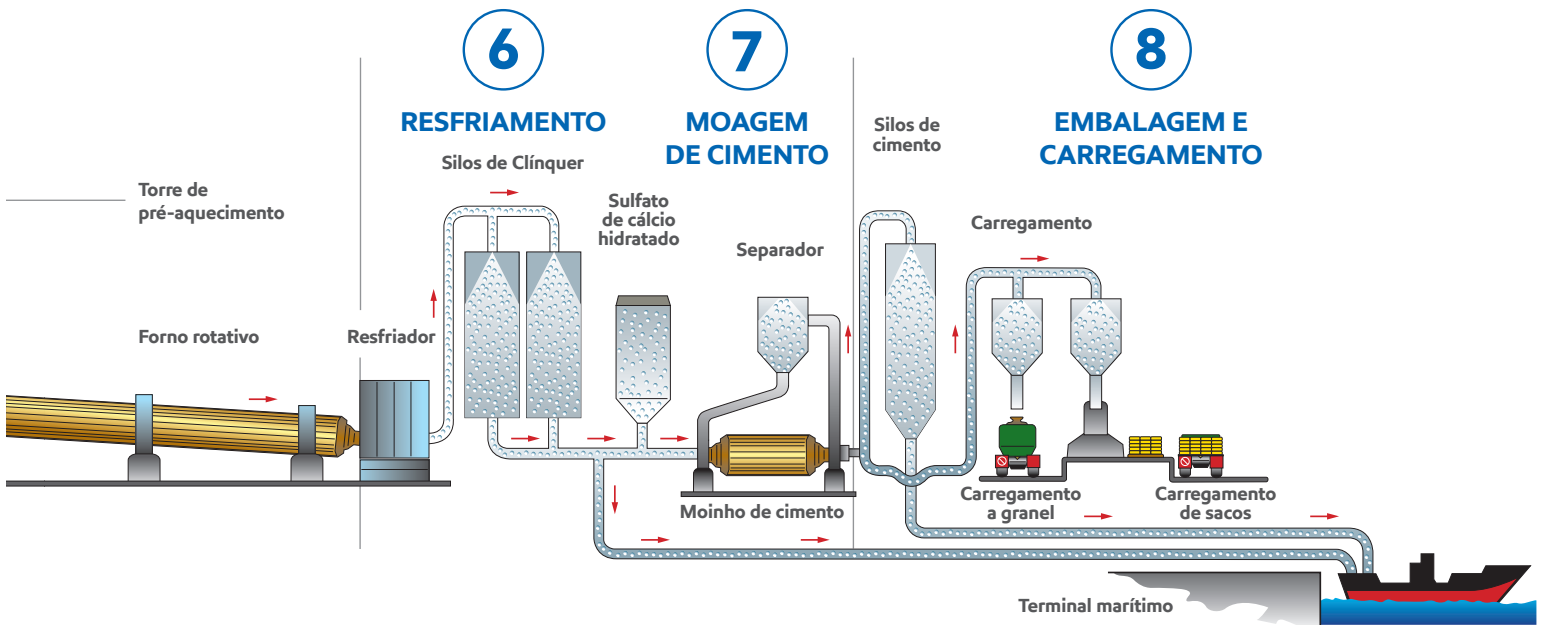 6
RESFRIAMENTO
7
MOAGEM
DE CIMENTO
8
EMBALAGEM E
CARREGAMENTO
Silos de
cimento
Silos de Clínquer
Torre de
pré-aquecimento
Sulfato
de cálcio
hidratado
Separador
Carregamento
Forno rotativo
Resfriador
Moinho de cimento
Carregamento
a granel
Carregamento
de sacos
Terminal marítimo